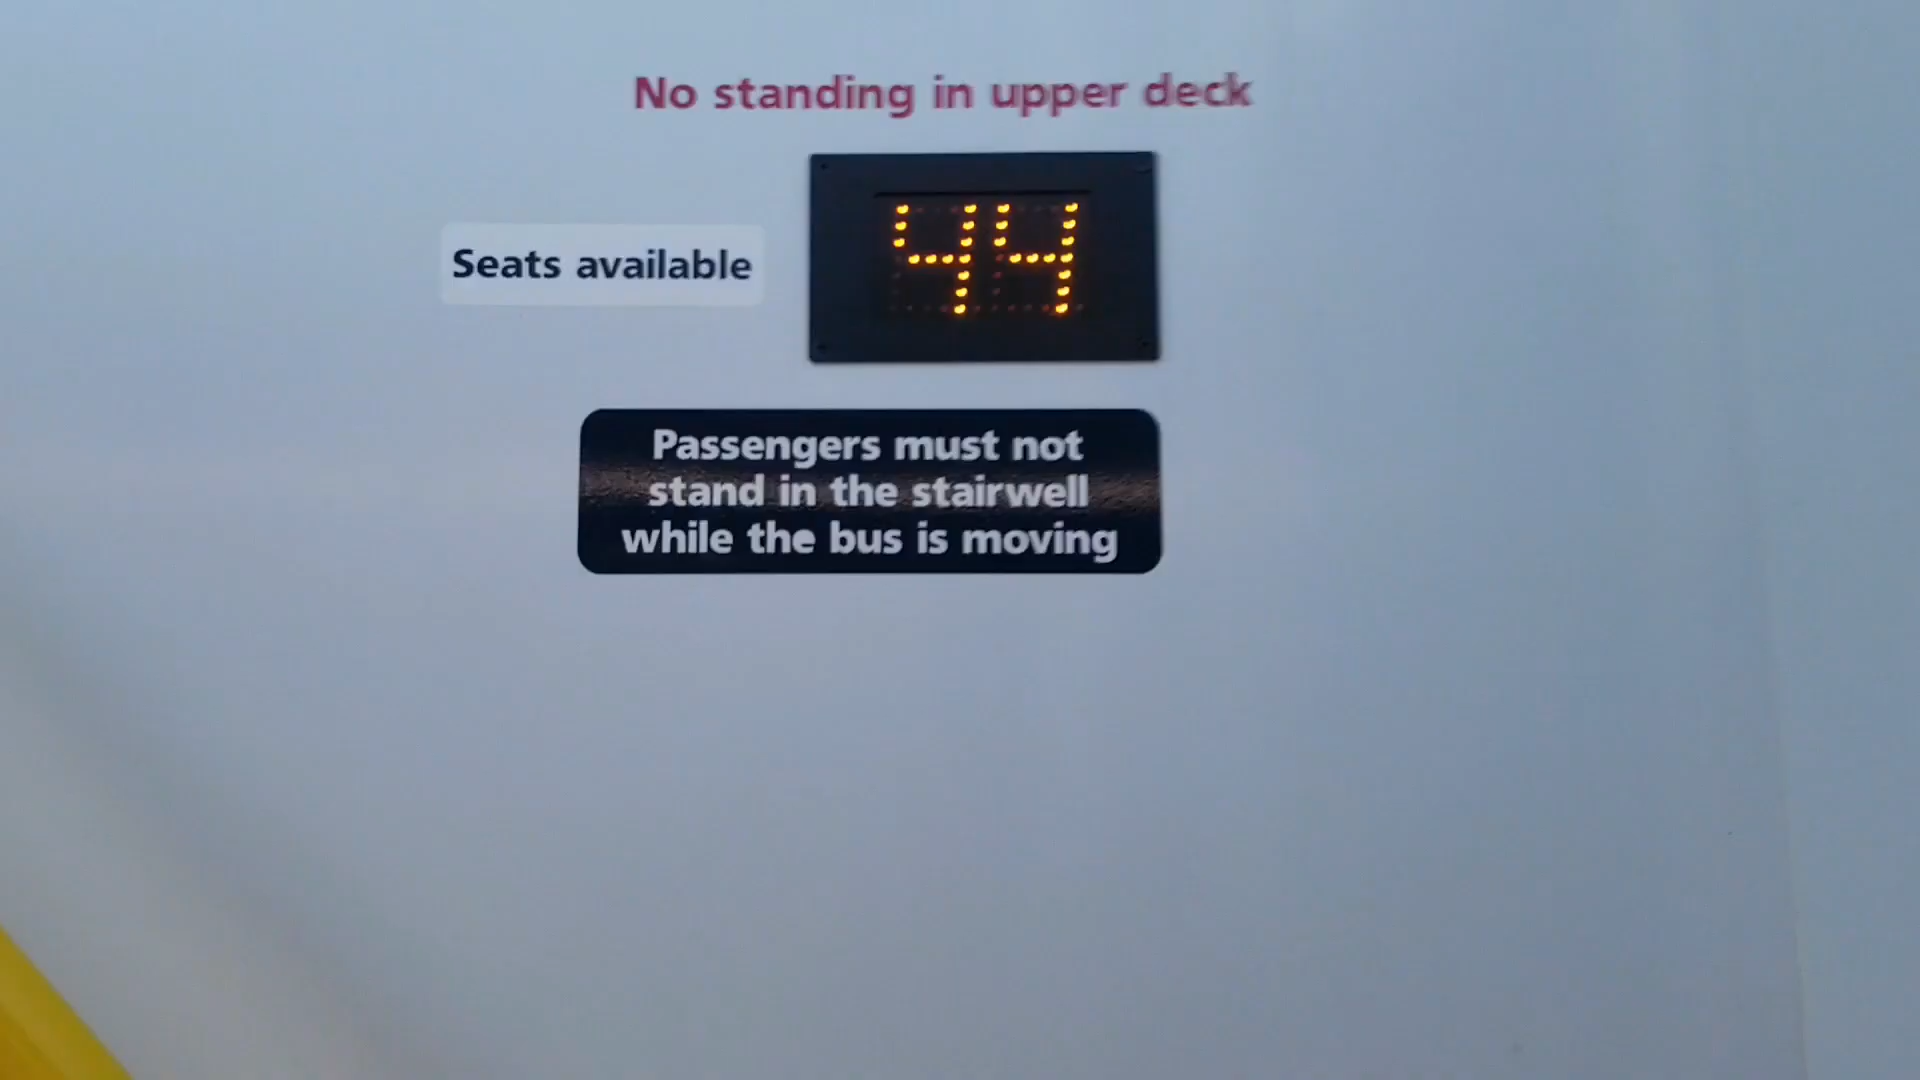 No standing in upper deck
Seats available
44
Passengers must not
stand in the stairwell
while the bus is moving